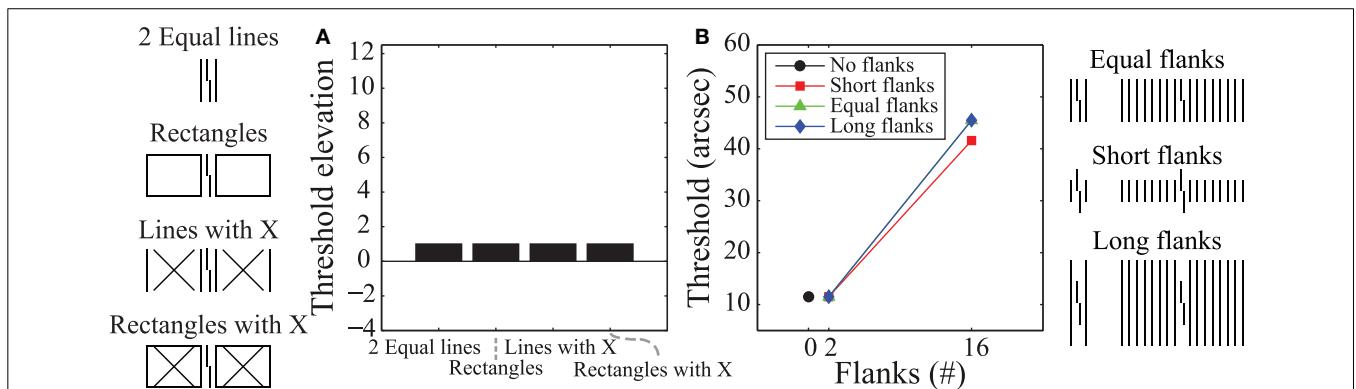 2 Equal lines
Rectangles
Lines with X
Rectangles with X
A
Threshold elevation
12
10
8
6
4
2
0
−2
−4
2 Equal lines
Lines with X
Rectangles
Rectangles with X
B
Threshold (arcsec)
60
50
40
30
20
10
No flanks
Short flanks
Equal flanks
Long flanks
0 2 16
Flanks (#)
Equal flanks
Short flanks
Long flanks